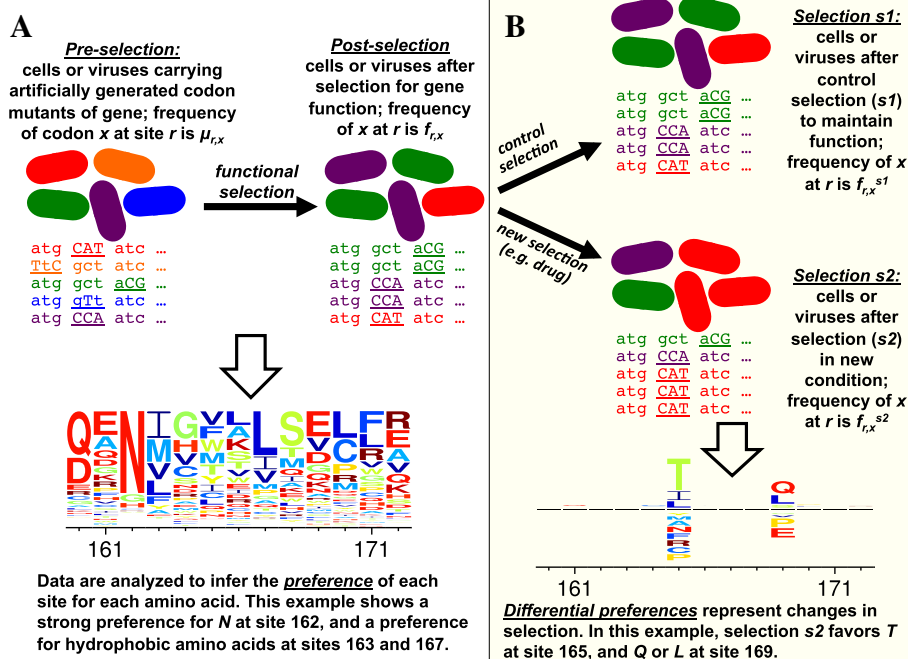 A
Pre-selection:
cells or viruses carrying
artificially generated codon
mutants of gene; frequency
of codon x at site r is μr,x
functional
selection
Post-selection
cells or viruses after
selection for gene
function; frequency
of x at r is fr,x
atg CAT atc …
TtC gct atc …
atg gct aCG …
atg gTt atc …
atg CCA atc …
atg gct aCG …
atg gct aCG …
atg CCA atc …
atg CCA atc …
atg CAT atc …
161
171
Data are analyzed to infer the preference of each
site for each amino acid. This example shows a
strong preference for N at site 162, and a preference
for hydrophobic amino acids at sites 163 and 167.
B
control
selection
new selection
(e.g. drug)
atg gct aCG …
atg gct aCG …
atg CCA atc …
atg CCA atc …
atg CAT atc …
Selection s1:
cells or
viruses after
control
selection (s1)
to maintain
function;
frequency of x
at r is fr,x s1
atg gct aCG …
atg CCA atc …
atg CAT atc …
atg CAT atc …
atg CAT atc …
Selection s2:
cells or
viruses after
selection (s2)
in new
condition;
frequency of x
at r is fr,x s2
T
I
L
M
A
N
F
R
C
P
Q
L
P
E
161
171
Differential preferences represent changes in
selection. In this example, selection s2 favors T
at site 165, and Q or L at site 169.